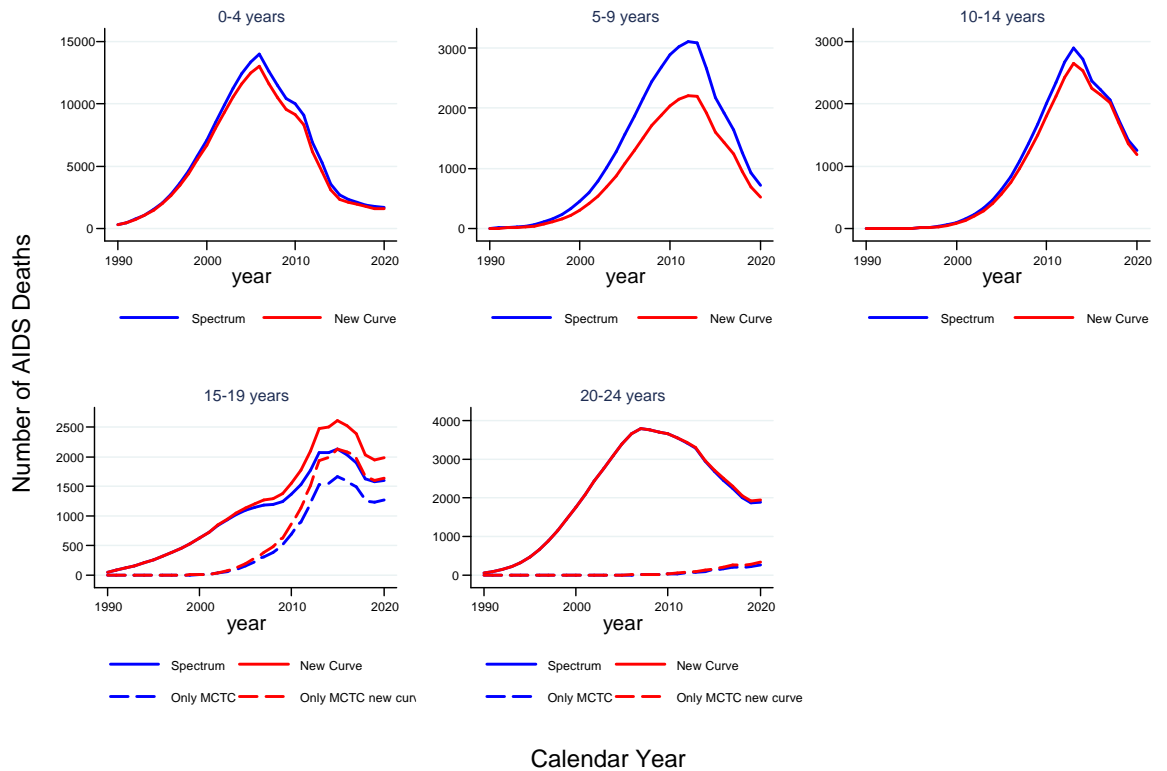 0-4 years
5-9 years
10-14 years
15000
10000
5000
0
1990 2000 2010 2020
year
Spectrum New Curve
3000
2000
1000
0
1990 2000 2010 2020
year
Spectrum New Curve
3000
2000
1000
0
1990 2000 2010 2020
year
Spectrum New Curve
Number of AIDS Deaths
15-19 years
20-24 years
2500
2000
1500
1000
500
0
1990 2000 2010 2020
year
Spectrum New Curve
Only MCTC Only MCTC new curv
4000
3000
2000
1000
0
1990 2000 2010 2020
year
Spectrum New Curve
Only MCTC Only MCTC new curve
Calendar Year